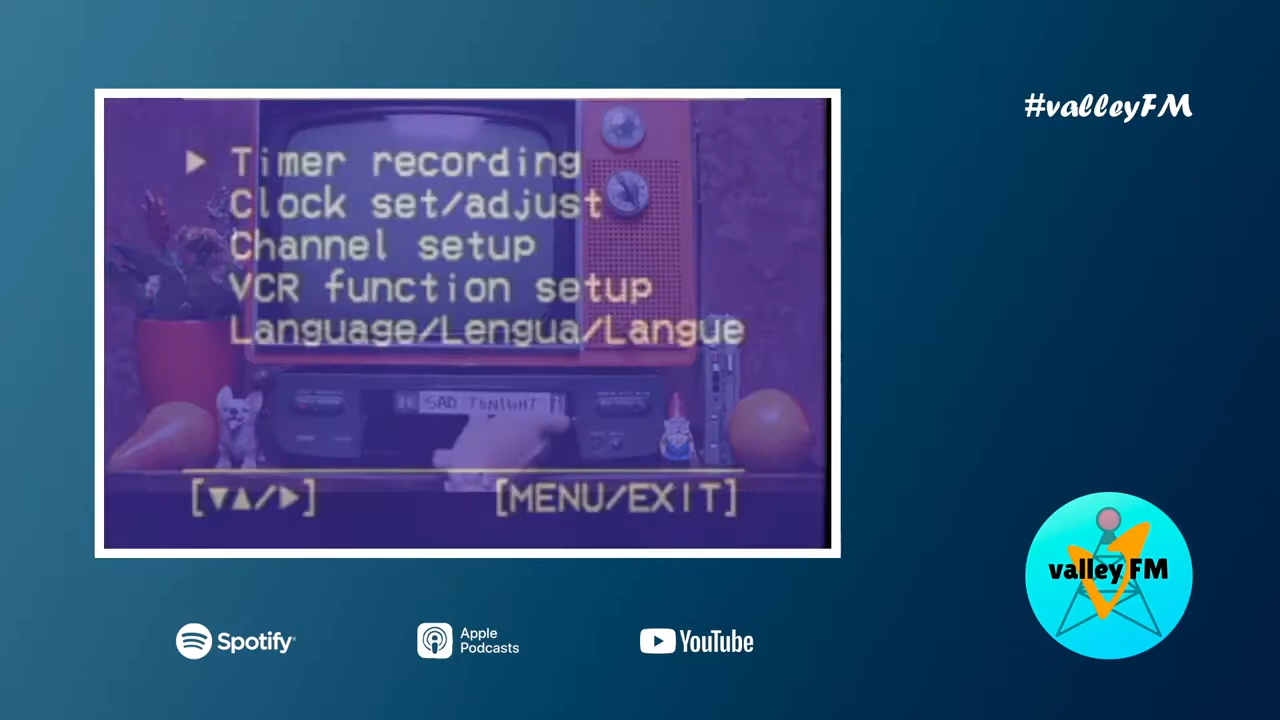 #valleyFM
Timer recording
Clock set/adjust
Channel setup
VCR function setup
Language/Lengua/Langue
SAD TONIGHT
[▼▲/▶]
[MENU/EXIT]
valley FM
Spotify
Apple
Podcasts
YouTube